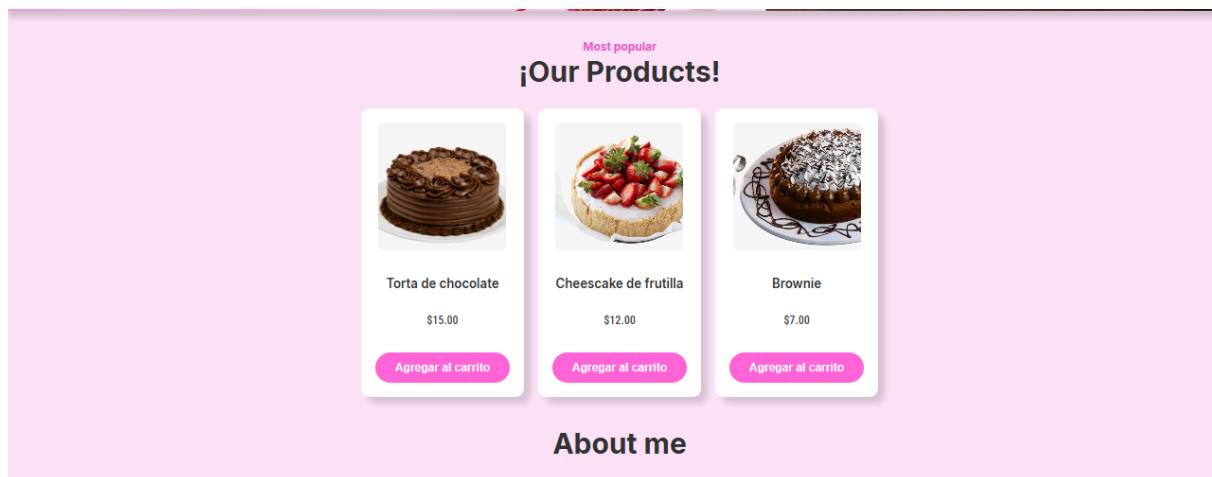 Most popular
¡Our Products!
Torta de chocolate
Cheescake de frutilla
Brownie
$15.00
$12.00
$7.00
Agregar al carrito
Agregar al carrito
Agregar al carrito
About me